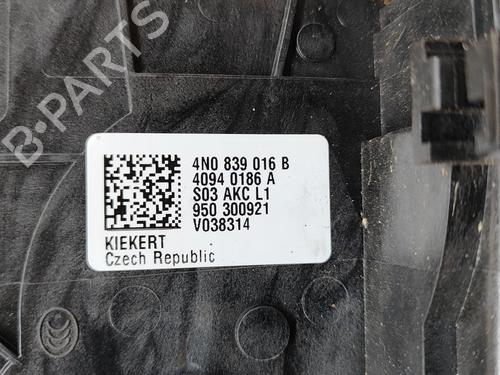 B-PARTS
4N0 839 016 B
4094 0186 A
S03 AKC L1
950 300921
V038314
KIEKERT
Czech Republic